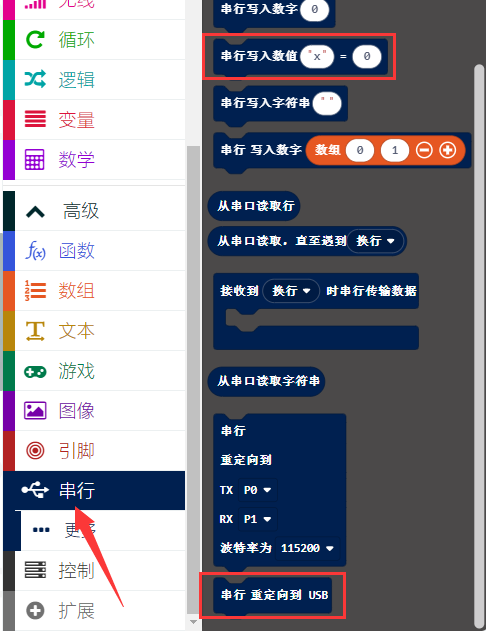 无线
循环
逻辑
变量
数学
高级
函数
数组
文本
游戏
图像
引脚
串行
更多
控制
扩展
串行写入数字 0
串行写入数值 "x" = 0
串行写入字符串 " "
串行 写入数字 数组 0 1
从串口读取行
从串口读取，直至遇到 换行
接收到 换行 时串行传输数据
从串口读取字符串
串行
重定向到
TX P0
RX P1
波特率为 115200
串行 重定向到 USB